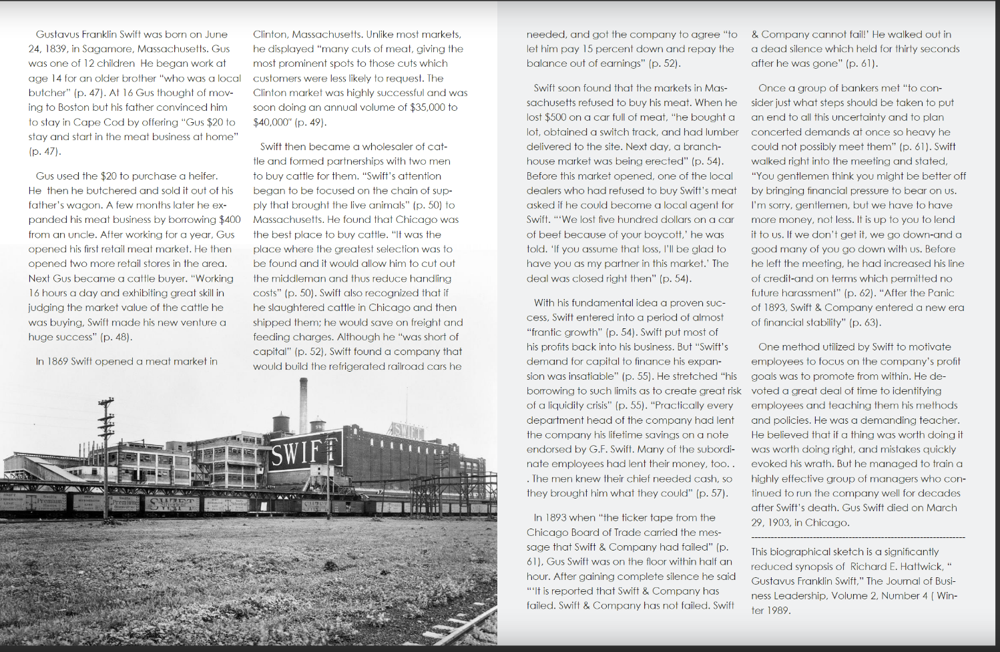 Gustavus Franklin Swift was born on June
24, 1839, in Sagamore, Massachusetts. Gus
was one of 12 children  He began work at
age 14 for an older brother “who was a local
butcher” (p. 47). At 16 Gus thought of mov-
ing to Boston but his father convinced him
to stay in Cape Cod by offering “Gus $20 to
stay and start in the meat business at home”
(p. 47).
Gus used the $20 to purchase a heifer.
He  then he butchered and sold it out of his
father’s wagon. A few months later he ex-
panded his meat business by borrowing $400
from an uncle. After working for a year, Gus
opened his first retail meat market. He then
opened two more retail stores in the area.
Next Gus became a cattle buyer. “Working
16 hours a day and exhibiting great skill in
judging the market value of the cattle he
was buying, Swift made his new venture a
huge success” (p. 48).
In 1869 Swift opened a meat market in
Clinton, Massachusetts. Unlike most markets,
he displayed “many cuts of meat, giving the
most prominent spots to those cuts which
customers were less likely to request. The
Clinton market was highly successful and was
soon doing an annual volume of $35,000 to
$40,000” (p. 49).
Swift then became a wholesaler of cat-
tle and formed partnerships with two men
to buy cattle for them. “Swift’s attention
began to be focused on the chain of sup-
ply that brought the live animals” (p. 50) to
Massachusetts. He found that Chicago was
the best place to buy cattle. “It was the
place where the greatest selection was to
be found and it would allow him to cut out
the middleman and thus reduce handling
costs” (p. 50). Swift also recognized that if
he slaughtered cattle in Chicago and then
shipped them; he would save on freight and
feeding charges. Although he “was short of
capital” (p. 52), Swift found a company that
would build the refrigerated railroad cars he
SWIFT
SWIFT
Swift's
Premium
Swift's
Premium
SWIFT
needed, and got the company to agree “to
let him pay 15 percent down and repay the
balance out of earnings” (p. 52).
Swift soon found that the markets in Mas-
sachusetts refused to buy his meat. When he
lost $500 on a car full of meat, “he bought a
lot, obtained a switch track, and had lumber
delivered to the site. Next day, a branch-
house market was being erected” (p. 54).
Before this market opened, one of the local
dealers who had refused to buy Swift’s meat
asked if he could become a local agent for
Swift. “‘We lost five hundred dollars on a car
of beef because of your boycott,’ he was
told. ‘If you assume that loss, I’ll be glad to
have you as my partner in this market.’ The
deal was closed right then” (p. 54).
With his fundamental idea a proven suc-
cess, Swift entered into a period of almost
“frantic growth” (p. 54). Swift put most of
his profits back into his business. But “Swift’s
demand for capital to finance his expan-
sion was insatiable” (p. 55). He stretched “his
borrowing to such limits as to create great risk
of a liquidity crisis” (p. 55). “Practically every
department head of the company had lent
the company his lifetime savings on a note
endorsed by G.F. Swift. Many of the subordi-
nate employees had lent their money, too. .
. The men knew their chief needed cash, so
they brought him what they could” (p. 57).
In 1893 when “the ticker tape from the
Chicago Board of Trade carried the mes-
sage that Swift & Company had failed” (p.
61), Gus Swift was on the floor within half an
hour. After gaining complete silence he said
“‘It is reported that Swift & Company has
failed. Swift & Company has not failed. Swift
& Company cannot fail!’ He walked out in
a dead silence which held for thirty seconds
after he was gone” (p. 61).
Once a group of bankers met “to con-
sider just what steps should be taken to put
an end to all this uncertainty and to plan
concerted demands at once so heavy he
could not possibly meet them” (p. 61). Swift
walked right into the meeting and stated,
“You gentlemen think you might be better off
by bringing financial pressure to bear on us.
I’m sorry, gentlemen, but we have to have
more money, not less. It is up to you to lend
it to us. If we don’t get it, we go down-and a
good many of you go down with us. Before
he left the meeting, he had increased his line
of credit-and on terms which permitted no
future harassment” (p. 62). “After the Panic
of 1893, Swift & Company entered a new era
of financial stability” (p. 63).
One method utilized by Swift to motivate
employees to focus on the company’s profit
goals was to promote from within. He de-
voted a great deal of time to identifying
employees and teaching them his methods
and policies. He was a demanding teacher.
He believed that if a thing was worth doing it
was worth doing right, and mistakes quickly
evoked his wrath. But he managed to train a
highly effective group of managers who con-
tinued to run the company well for decades
after Swift’s death. Gus Swift died on March
29, 1903, in Chicago.
This biographical sketch is a significantly
reduced synopsis of  Richard E. Hattwick, “
Gustavus Franklin Swift,” The Journal of Busi-
ness Leadership, Volume 2, Number 4 ( Win-
ter 1989.